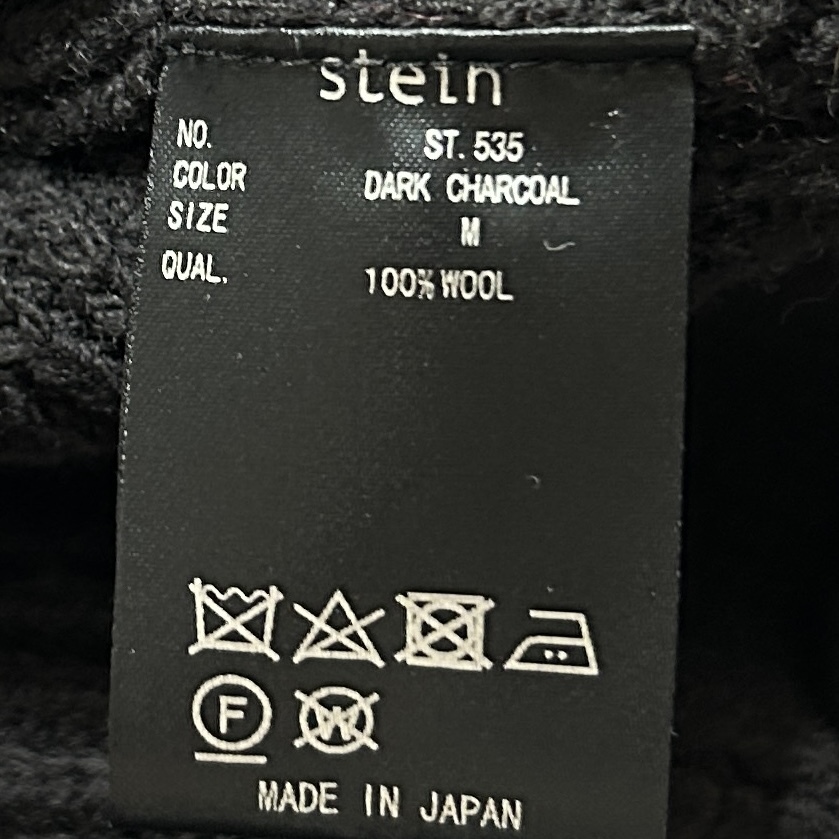 stein
NO. ST. 535
COLOR DARK CHARCOAL
SIZE M
QUAL. 100% WOOL
F W
MADE IN JAPAN